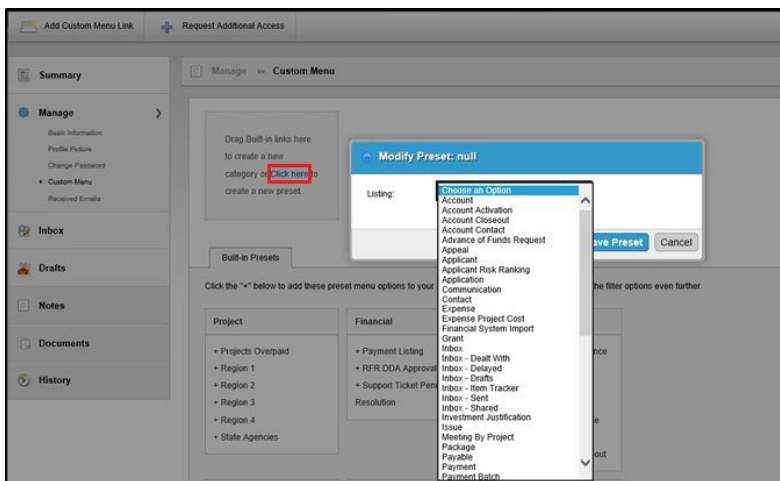 Add Custom Menu Link
Request Additional Access
Summary
Manage
Basic Information
Profile Picture
Change Password
Custom Menu
Received Emails
Inbox
Drafts
Notes
Documents
History
Manage » Custom Menu
Drag Built-in links here
to create a new
category or Click here to
create a new preset.
Modify Preset: null
Listing:
Choose an Option
Account
Account Activation
Account Closeout
Account Contact
Advance of Funds Request
Appeal
Applicant
Applicant Risk Ranking
Application
Communication
Contact
Expense
Expense Project Cost
Financial System Import
Grant
Inbox
Inbox - Dealt With
Inbox - Delayed
Inbox - Drafts
Inbox - Item Tracker
Inbox - Sent
Inbox - Shared
Investment Justification
Issue
Meeting By Project
Package
Payable
Payment
Payment Batch
ave Preset
Cancel
Built-in Presets
Click the "+" below to add these preset menu options to your
the filter options even further.
Project
+ Projects Overpaid
+ Region 1
+ Region 2
+ Region 3
+ Region 4
+ State Agencies
Financial
+ Payment Listing
+ RFR DDA Approval
+ Support Ticket Pen
Resolution
nce
e
out